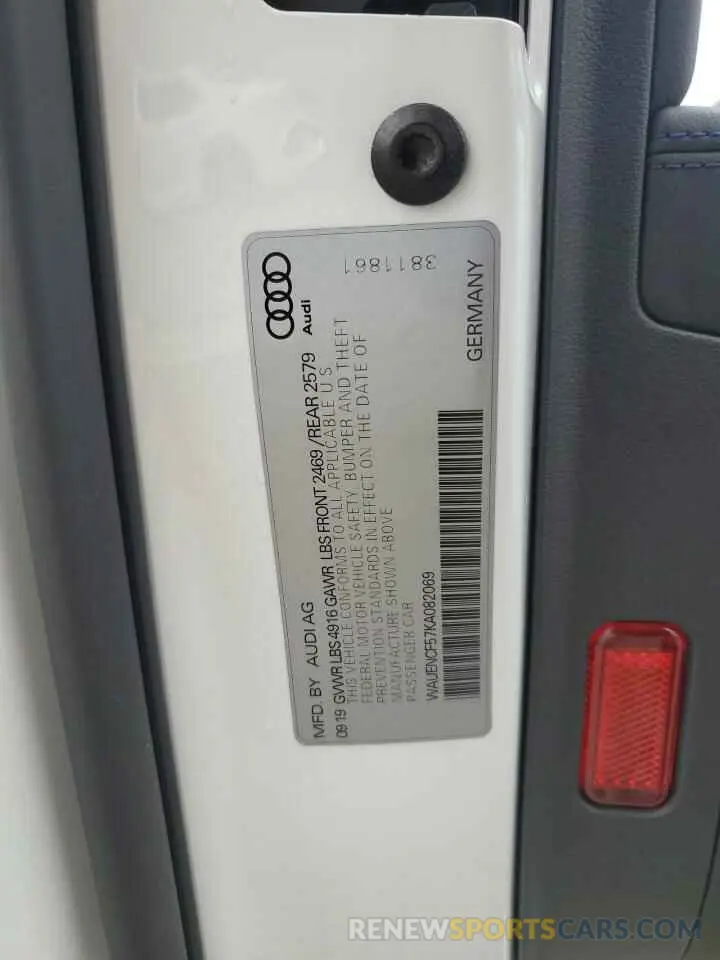 Audi
3811861
MFD. BY AUDI AG
09 19 GVWR LBS 4916 GAWR LBS FRONT 2469 /REAR 2579
THIS VEHICLE CONFORMS TO ALL APPLICABLE U S
FEDERAL MOTOR VEHICLE SAFETY, BUMPER AND THEFT
PREVENTION STANDARDS IN EFFECT ON THE DATE OF
MANUFACTURE SHOWN ABOVE
PASSENGER CAR
WAUENCF57KA082069
GERMANY
RENEWSPORTSCARS.COM